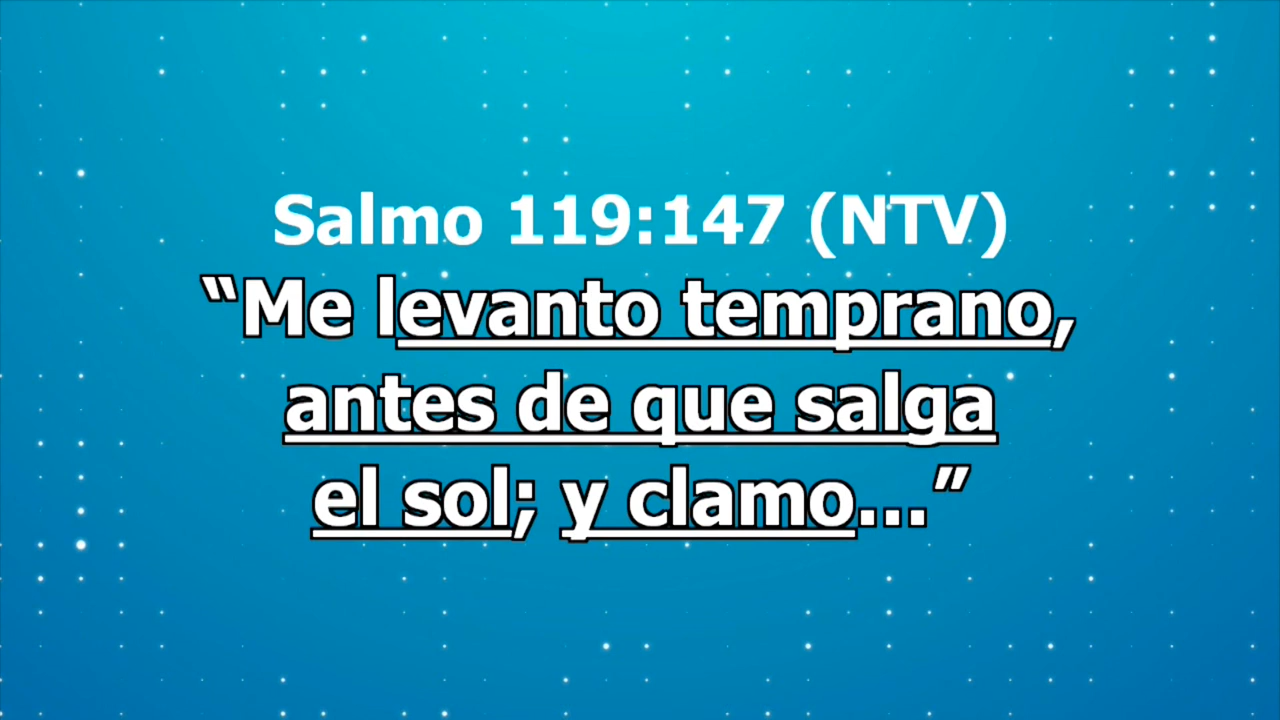 Salmo 119:147 (NTV)
“Me levanto temprano,
antes de que salga
el sol; y clamo...”